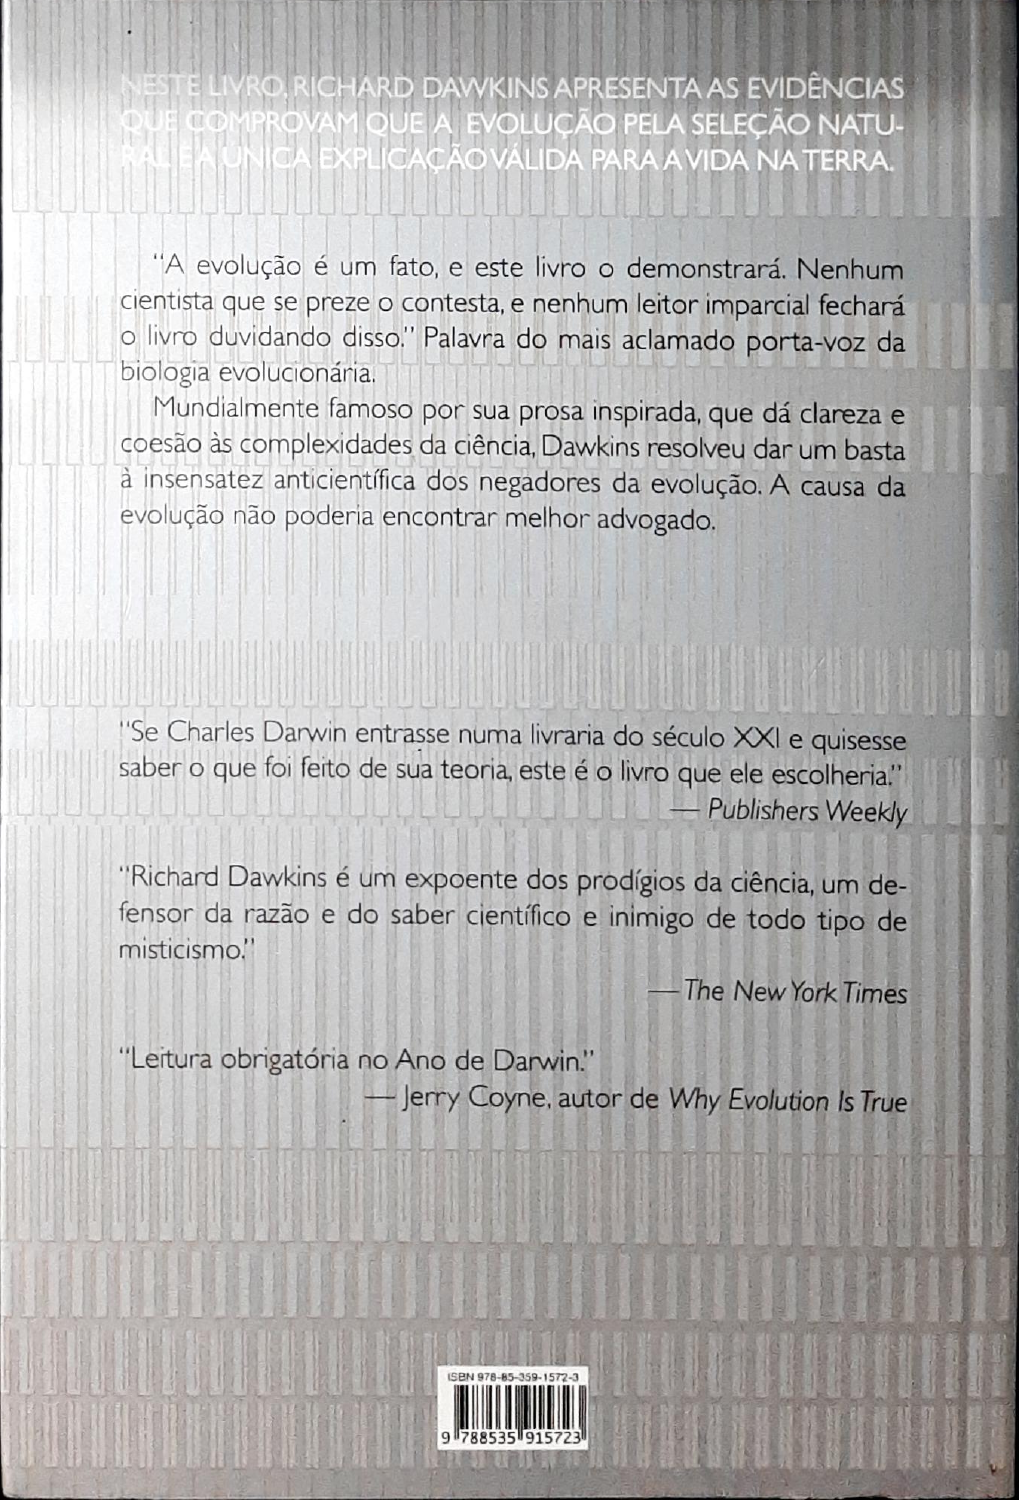 NESTE LIVRO, RICHARD DAWKINS APRESENTA AS EVIDÊNCIAS
QUE COMPROVAM QUE A EVOLUÇÃO PELA SELEÇÃO NATU-
RAL É A ÚNICA EXPLICAÇÃO VÁLIDA PARA A VIDA NA TERRA.
"A evolução é um fato, e este livro o demonstrará. Nenhum
cientista que se preze o contesta, e nenhum leitor imparcial fechará
o livro duvidando disso." Palavra do mais aclamado porta-voz da
biologia evolucionária.
Mundialmente famoso por sua prosa inspirada, que dá clareza e
coesão às complexidades da ciência, Dawkins resolveu dar um basta
à insensatez anticientífica dos negadores da evolução. A causa da
evolução não poderia encontrar melhor advogado.
"Se Charles Darwin entrasse numa livraria do século XXI e quisesse
saber o que foi feito de sua teoria, este é o livro que ele escolheria."
— Publishers Weekly
"Richard Dawkins é um expoente dos prodígios da ciência, um de-
fensor da razão e do saber científico e inimigo de todo tipo de
misticismo."
— The New York Times
"Leitura obrigatória no Ano de Darwin."
— Jerry Coyne, autor de Why Evolution Is True
ISBN 978-85-359-1572-3
9 788535 915723